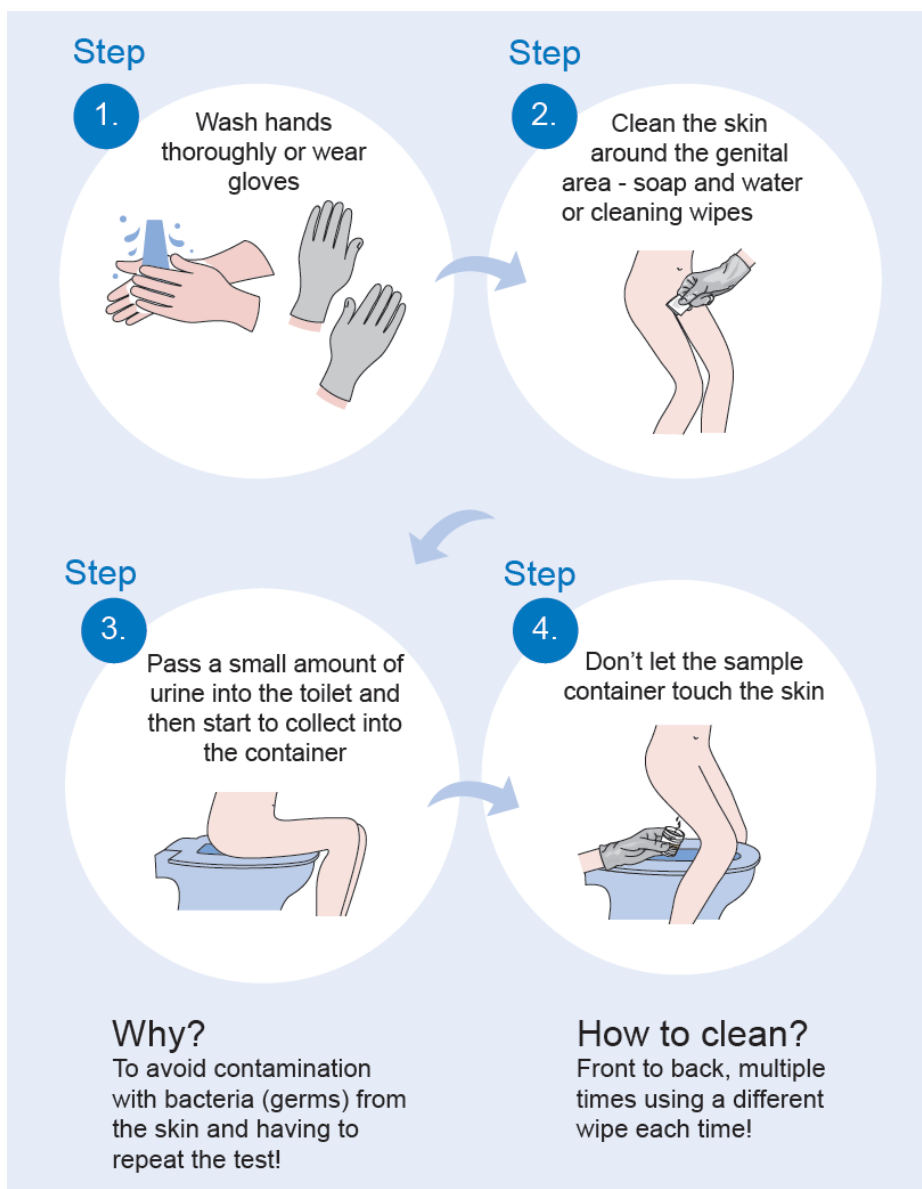 Step
1.
Wash hands
thoroughly or wear
gloves
Step
2.
Clean the skin
around the genital
area - soap and water
or cleaning wipes
Step
3.
Pass a small amount of
urine into the toilet and
then start to collect into
the container
Step
4.
Don’t let the sample
container touch the skin
Why?
To avoid contamination
with bacteria (germs) from
the skin and having to
repeat the test!
How to clean?
Front to back, multiple
times using a different
wipe each time!